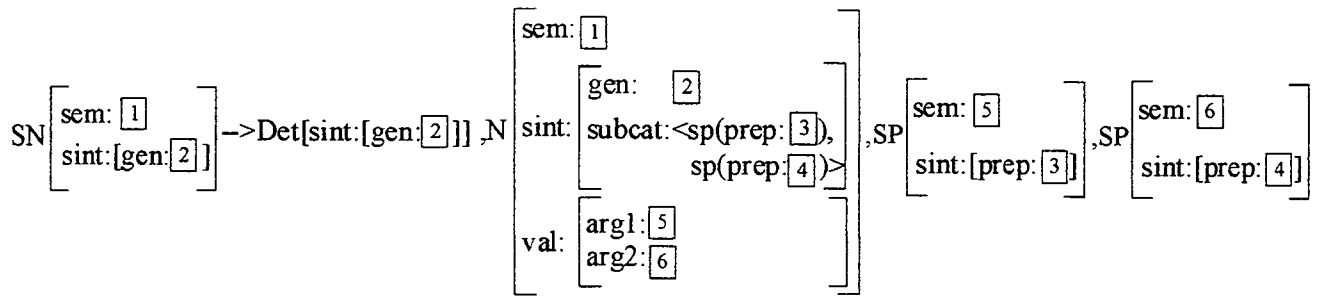 SN[sem: 1
sint:[gen: 2]] –>Det[sint:[gen: 2]] ,N[sem: 1
sint: [gen: 2
subcat:<sp(prep: 3),
sp(prep: 4)>]
val: [arg1: 5
arg2: 6]] ,SP[sem: 5
sint:[prep: 3]] ,SP[sem: 6
sint:[prep: 4]]